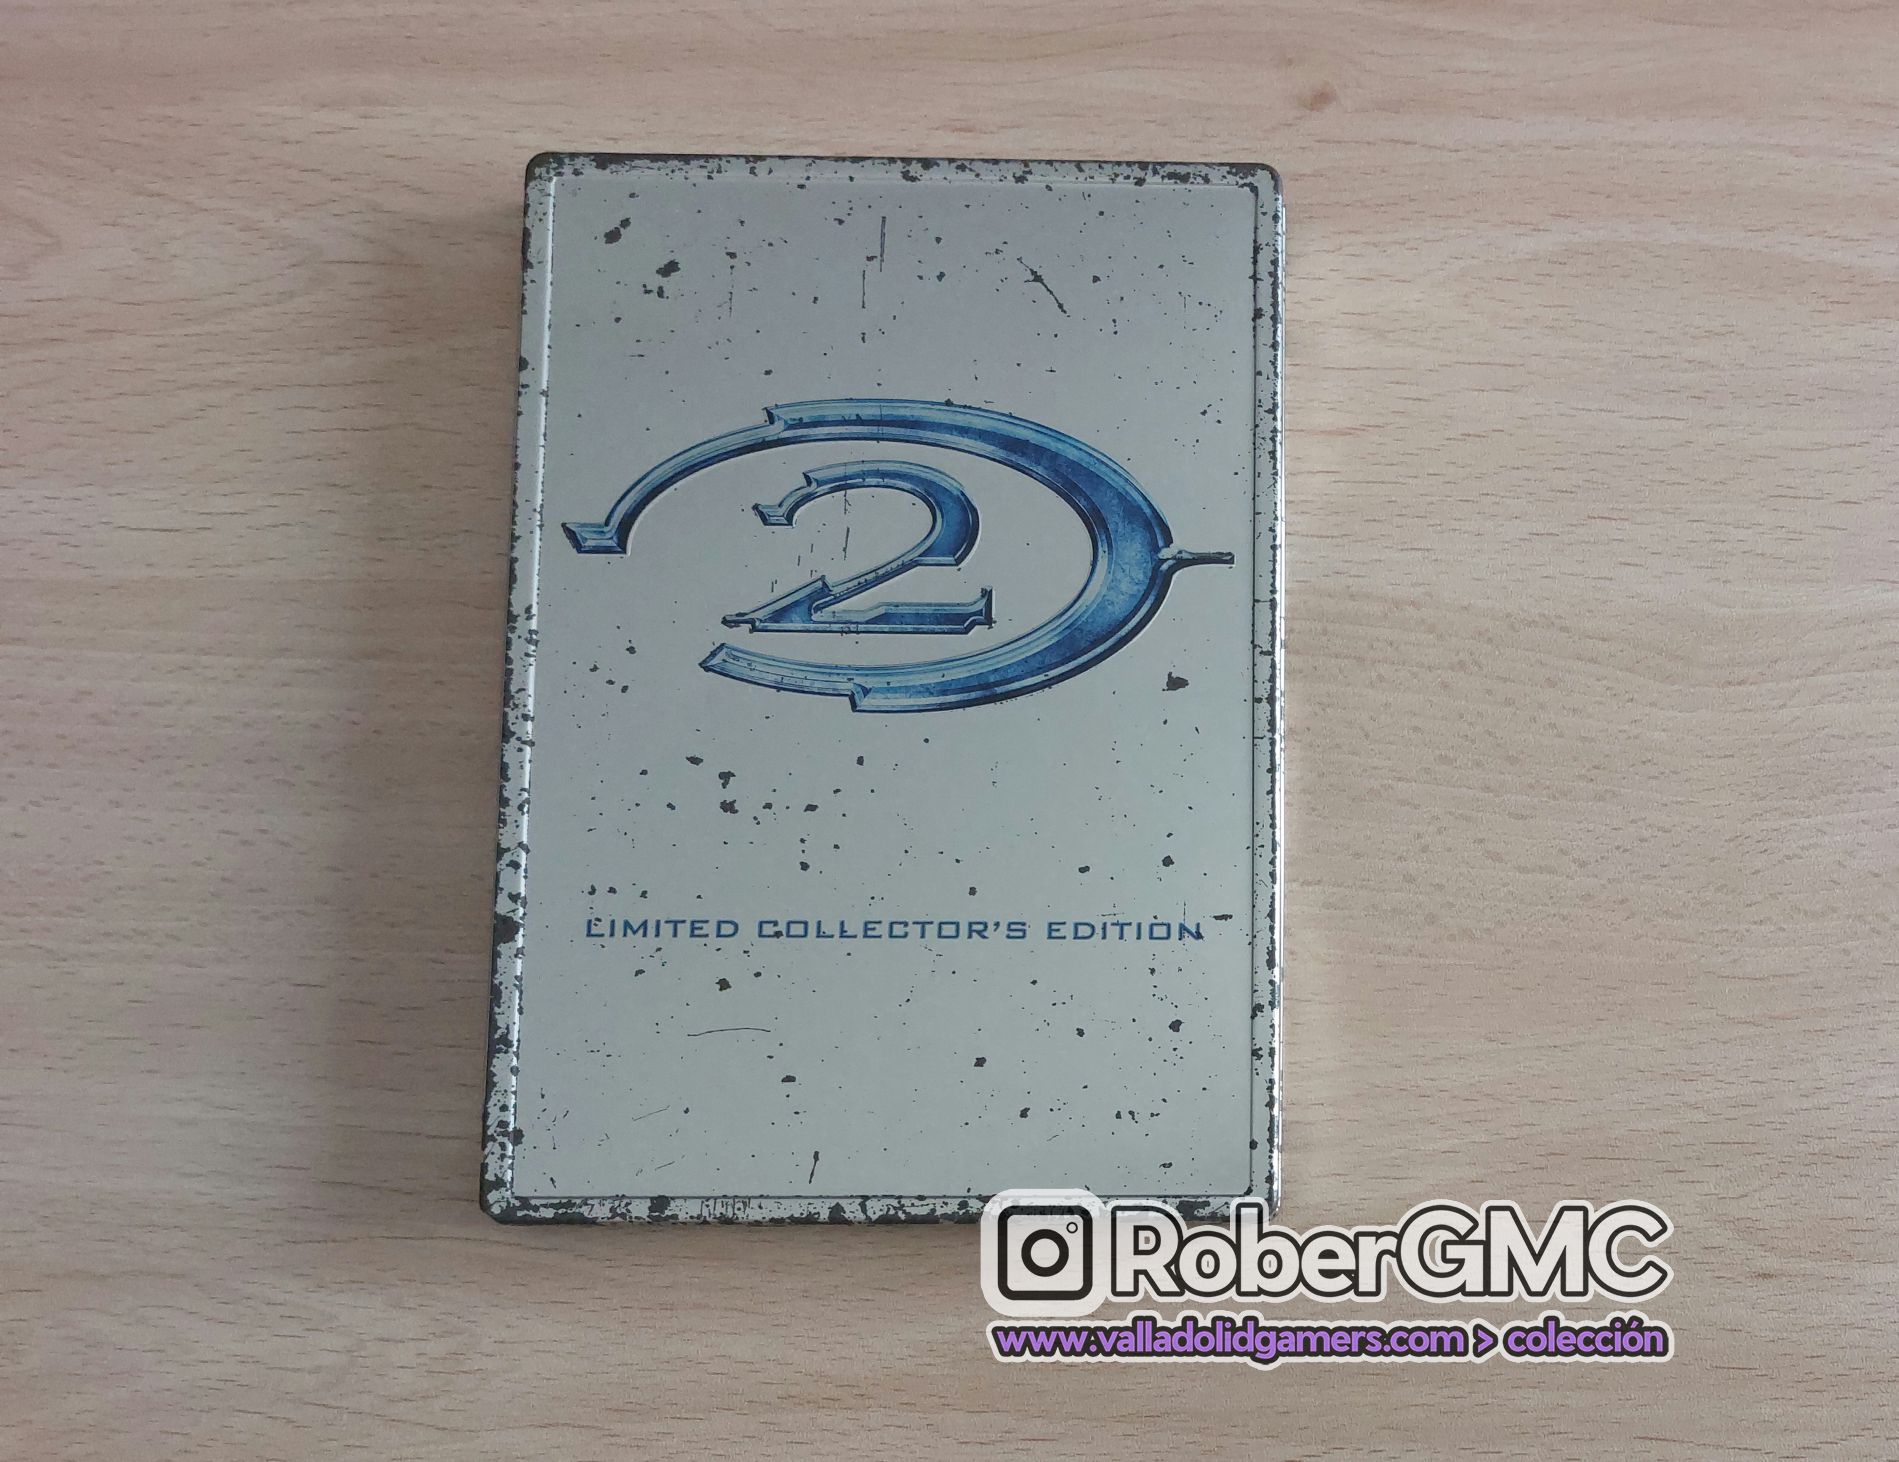 2
LIMITED COLLECTOR'S EDITION
RoberGMC
www.valladolidgamers.com > colección